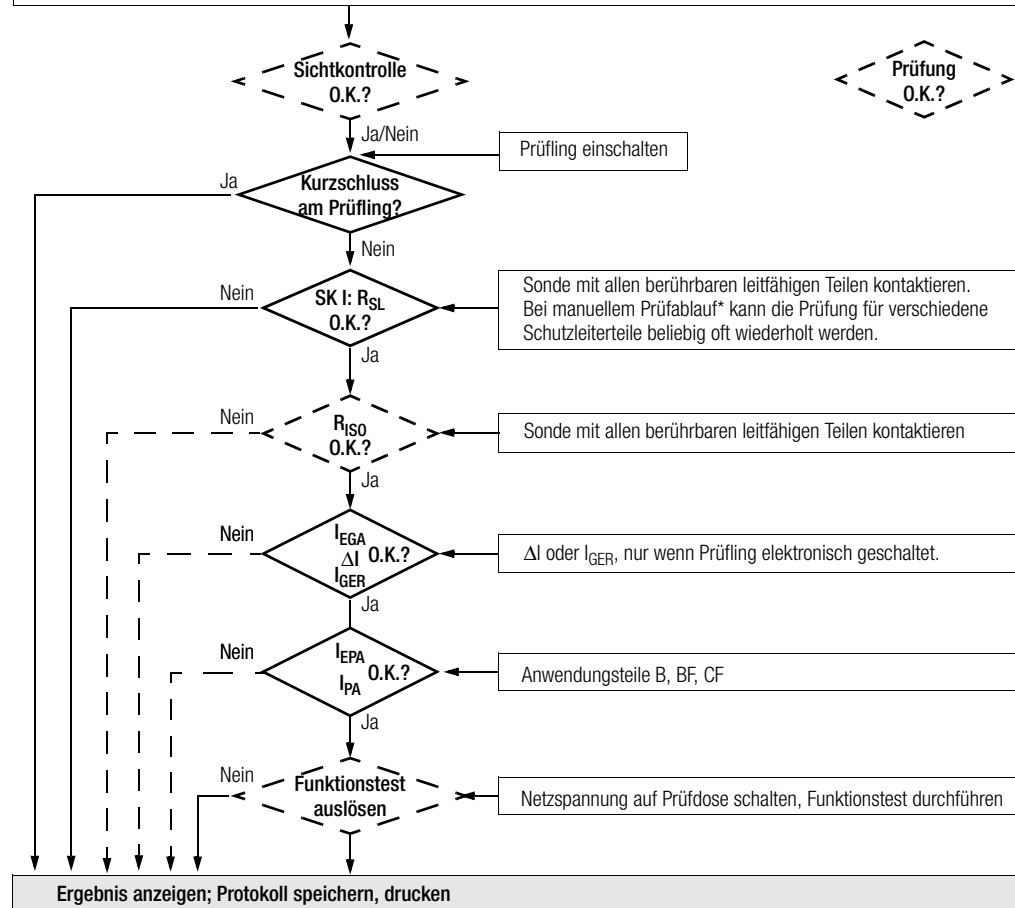 Sichtkontrolle
O.K.?
Prüfung
O.K.?
Ja/Nein
Prüfling einschalten
Ja
Kurzschluss
am Prüfling?
Nein
Nein
SK I: RSL
O.K.?
Sonde mit allen berührbaren leitfähigen Teilen kontaktieren.
Bei manuellem Prüfablauf* kann die Prüfung für verschiedene
Schutzleiterteile beliebig oft wiederholt werden.
Ja
Nein
RISO
O.K.?
Sonde mit allen berührbaren leitfähigen Teilen kontaktieren
Ja
Nein
IEGA
ΔI O.K.?
IGER
ΔI oder IGER, nur wenn Prüfling elektronisch geschaltet.
Ja
Nein
IEPA
O.K.?
IPA
Anwendungsteile B, BF, CF
Ja
Nein
Funktionstest
auslösen
Netzspannung auf Prüfdose schalten, Funktionstest durchführen
Ergebnis anzeigen; Protokoll speichern, drucken